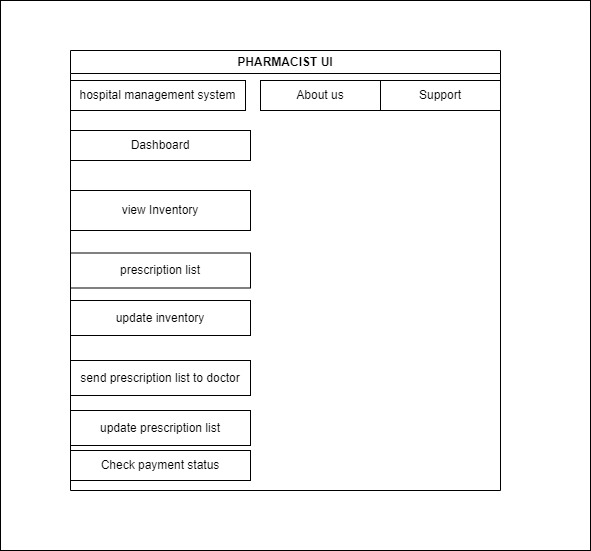 PHARMACIST UI
hospital management system
About us
Support
Dashboard
view Inventory
prescription list
update inventory
send prescription list to doctor
update prescription list
Check payment status